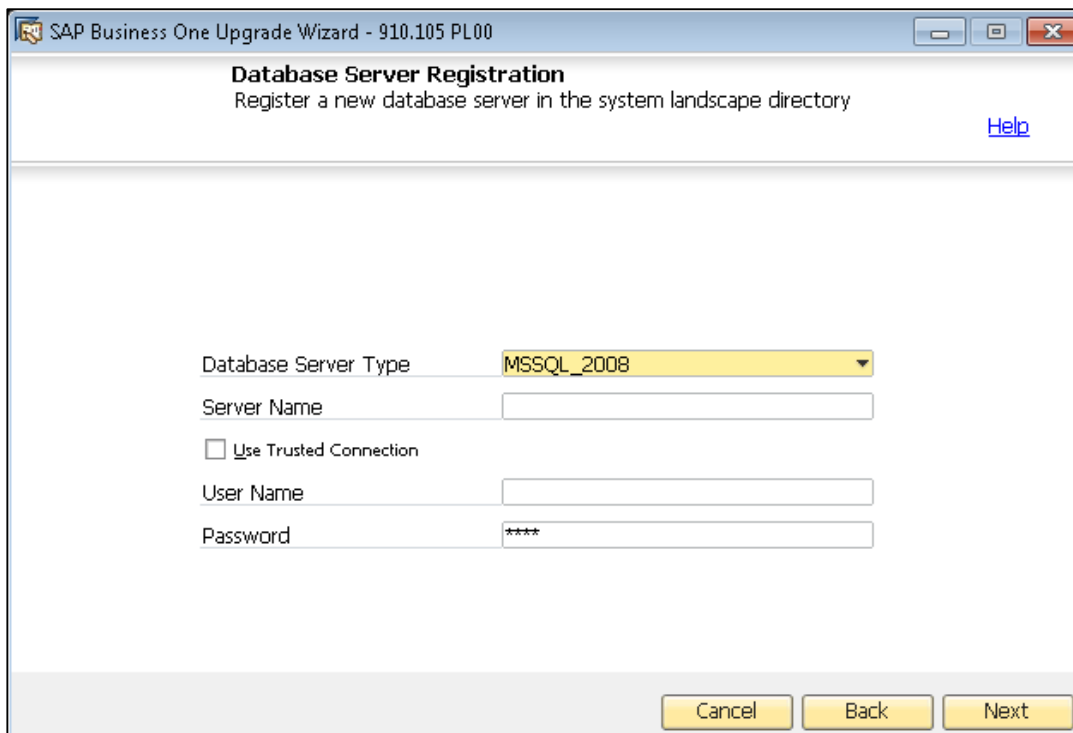 SAP Business One Upgrade Wizard - 910.105 PL00
Database Server Registration
Register a new database server in the system landscape directory
Help
Database Server Type MSSQL_2008
Server Name
Use Trusted Connection
User Name
Password ****
Cancel Back Next